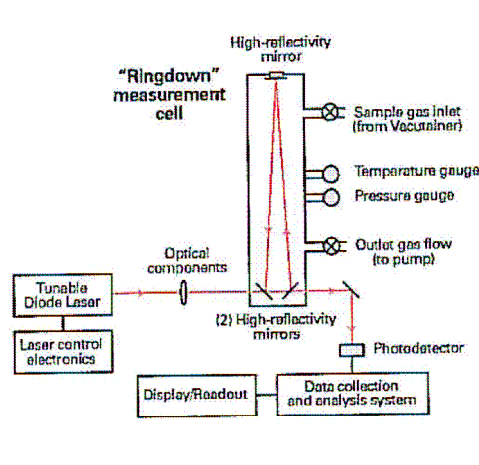 High-reflectivity
mirror
"Ringdown"
measurement
cell
Sample gas inlet
(from Vacutainer)
Temperature gauge
Pressure gauge
Outlet gas flow
(to pump)
Optical
components
Tunable
Diode Laser
(2) High-reflectivity
mirrors
Laser control
electronics
Photodetector
Display/Readout
Data collection
and analysis system